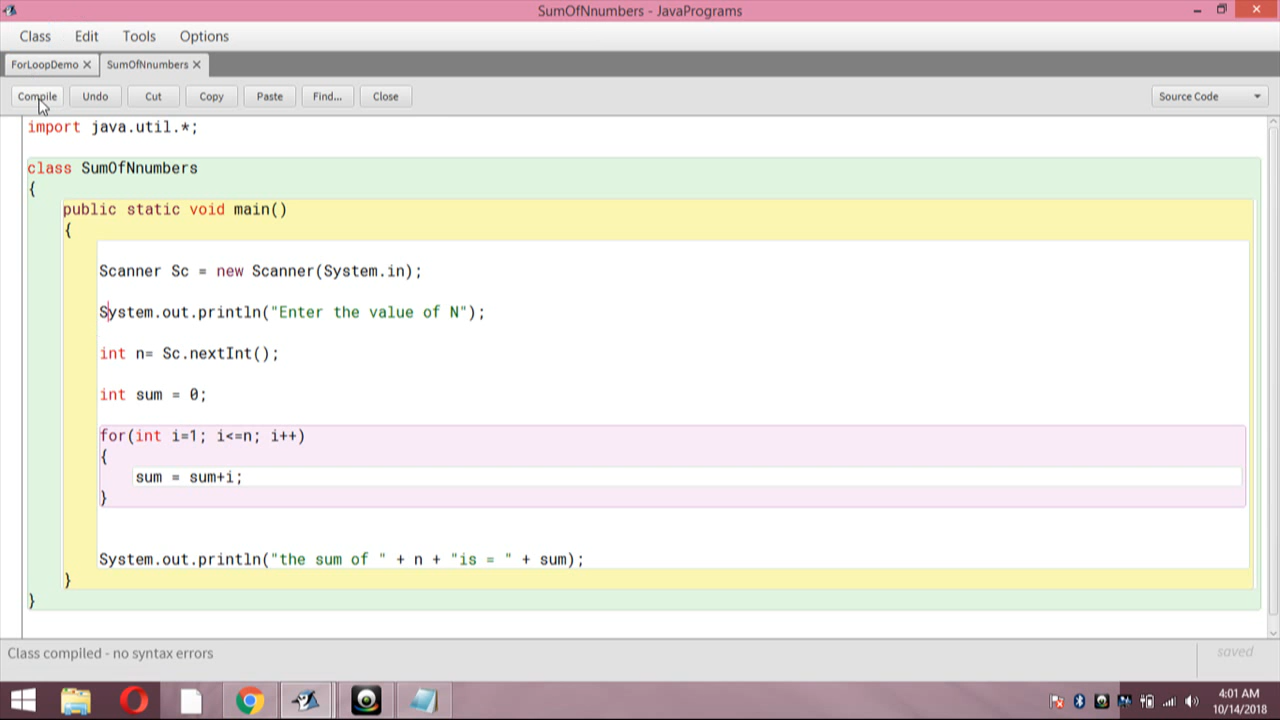 SumOfNnumbers - JavaPrograms
Class Edit Tools Options
ForLoopDemo SumOfNnumbers
Compile Undo Cut Copy Paste Find... Close Source Code
import java.util.*;
class SumOfNnumbers
{
public static void main()
{
Scanner Sc = new Scanner(System.in);
System.out.println("Enter the value of N");
int n= Sc.nextInt();
int sum = 0;
for(int i=1; i<=n; i++)
{
sum = sum+i;
}
System.out.println("the sum of " + n + "is = " + sum);
}
}
Class compiled - no syntax errors saved
4:01 AM
10/14/2018